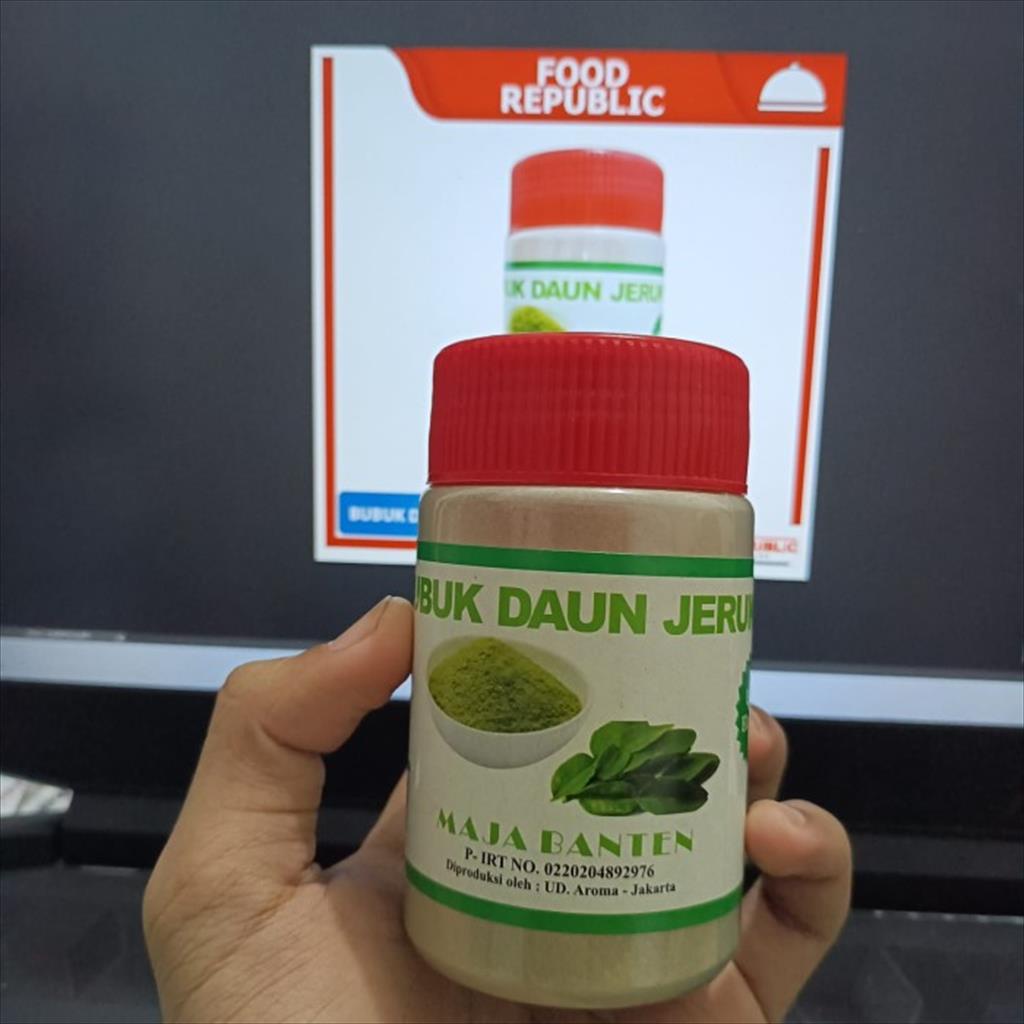 FOOD
REPUBLIC
UK DAUN JERU
BUBUK D
UBLIC
UBUK DAUN JERUK
MAJA BANTEN
P- IRT NO. 0220204892976
Diproduksi oleh : UD. Aroma - Jakarta